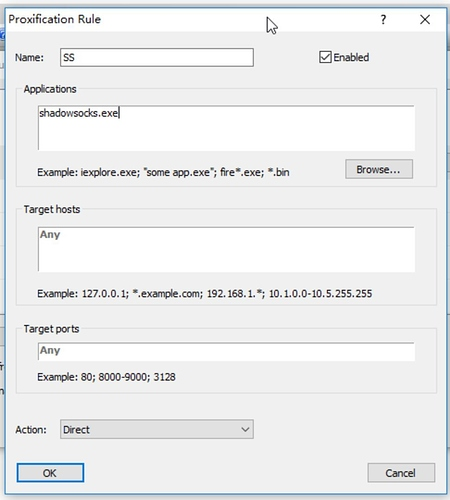 Proxification Rule
Name: SS Enabled
Applications
shadowsocks.exe
Example: iexplore.exe; "some app.exe"; fire*.exe; *.bin Browse...
Target hosts
Any
Example: 127.0.0.1; *.example.com; 192.168.1.*; 10.1.0.0-10.5.255.255
Target ports
Any
Example: 80; 8000-9000; 3128
Action: Direct
OK Cancel